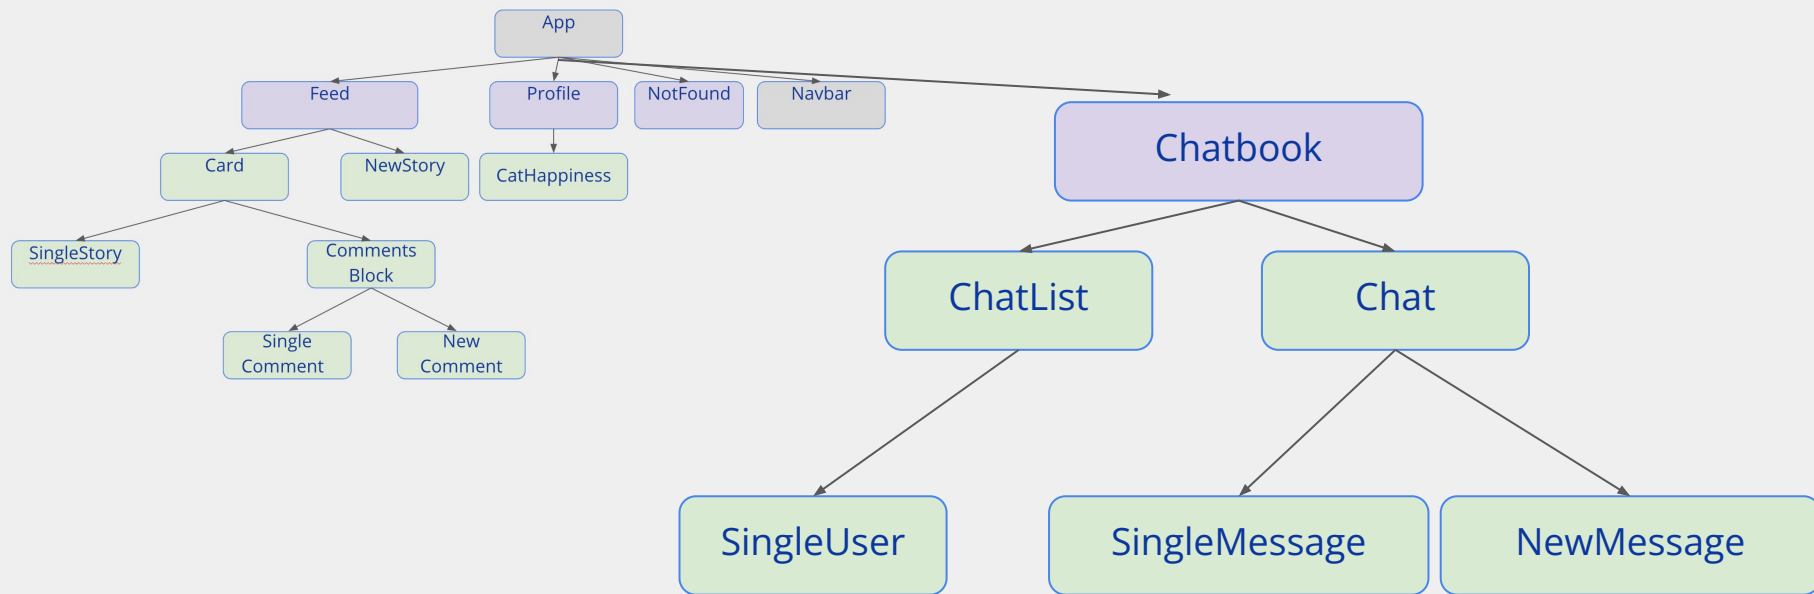 App
Feed
Profile
NotFound
Navbar
Chatbook
Card
NewStory
CatHappiness
SingleStory
Comments
Block
ChatList
Chat
Single
Comment
New
Comment
SingleUser
SingleMessage
NewMessage